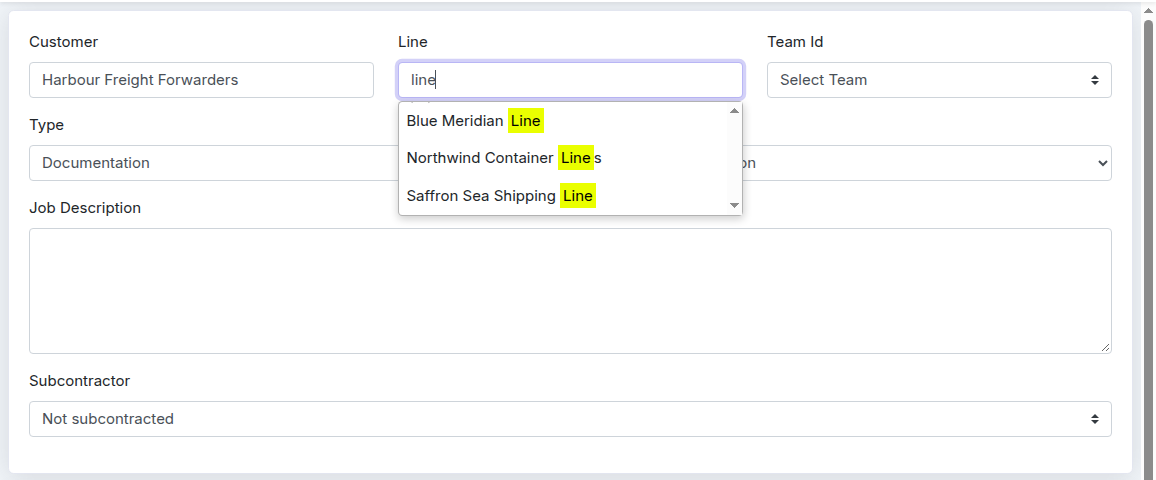 Customer
Line
Team Id
Harbour Freight Forwarders
line
Select Team
Blue Meridian Line
Northwind Container Lines
Saffron Sea Shipping Line
Type
Documentation
on
Job Description
Subcontractor
Not subcontracted